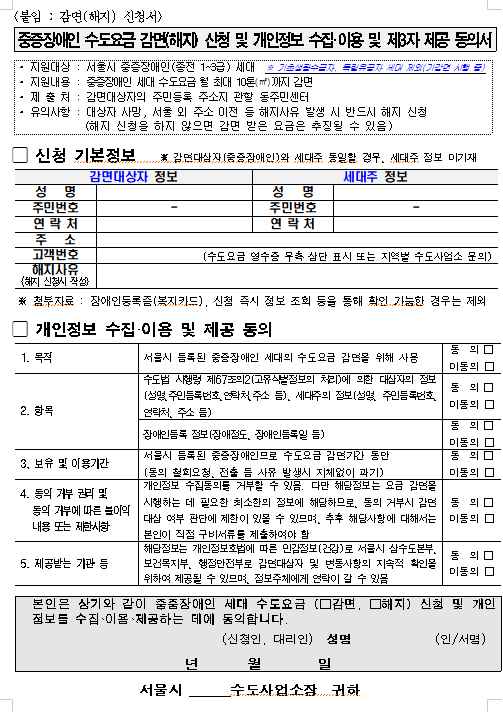 (붙임 : 감면(해지) 신청서)
중증장애인 수도요금 감면(해지) 신청 및 개인정보 수집·이용 및 제3자 제공 동의서
· 지원대상 : 서울시 중증장애인(종전 1~3급) 세대 ※ 기초생활수급자, 독립유공자 세대 제외(기감면 시행 중)
· 지원내용 : 중증장애인 세대 수도요금 월 최대 10톤(㎥)까지 감면
· 제 출 처 : 감면대상자의 주민등록 주소지 관할 동주민센터
· 유의사항 : 대상자 사망, 서울 외 주소 이전 등 해지사유 발생 시 반드시 해지 신청
(해지 신청을 하지 않으면 감면 받은 요금은 추징될 수 있음)
□ 신청 기본정보 ※ 감면대상자(중증장애인)와 세대주 동일할 경우, 세대주 정보 미기재
감면대상자 정보 세대주 정보
성 명 성 명
주민번호 - 주민번호 -
연 락 처 연 락 처
주 소
고객번호 (수도요금 영수증 우측 상단 표시 또는 지역별 수도사업소 문의)
해지사유
(해지 신청시 작성)
※ 첨부자료 : 장애인등록증(복지카드), 신청 즉시 정보 조회 등을 통해 확인 가능한 경우는 제외
□ 개인정보 수집·이용 및 제공 동의
1. 목적 서울시 등록된 중증장애인 세대의 수도요금 감면을 위해 사용 동 의 □
미동의 □
2. 항목
수도법 시행령 제67조의2(고유식별정보의 처리)에 의한 대상자의 정보
(성명, 주민등록번호, 연락처, 주소 등), 세대주의 정보(성명, 주민등록번호,
연락처, 주소 등)
동 의 □
미동의 □
장애인등록 정보(장애정도, 장애인등록일 등) 동 의 □
미동의 □
3. 보유 및 이용기간 서울시 등록된 중증장애인므로 수도요금 감면기간 동안
(동의 철회요청, 전출 등 사유 발생시 지체없이 파기)
동 의 □
미동의 □
4. 동의 거부 권리 및
동의 거부에 따른 불이익
내용 또는 제한사항
개인정보 수집동의를 거부할 수 있음. 다만 해당정보는 요금 감면을
시행하는 데 필요한 최소한의 정보에 해당하므로, 동의 거부시 감면
대상 여부 판단에 제한이 있을 수 있으며, 추후 해당사항에 대해서는
본인이 직접 구비서류를 제출하여야 함
동 의 □
미동의 □
5. 제공받는 기관 등
해당정보는 개인정보호법에 따른 민감정보(건강)로 서울시 상수도본부,
보건복지부, 행정안전부로 감면대상자 및 변동사항의 지속적 확인을
위하여 제공될 수 있으며, 정보주체에게 연락이 갈 수 있음
동 의 □
미동의 □
본인은 상기와 같이 중증장애인 세대 수도요금 (□감면, □해지) 신청 및 개인
정보를 수집·이용·제공하는 데에 동의합니다.
(신청인, 대리인) 성명 (인/서명)
년 월 일
서울시 ______수도사업소장 귀하